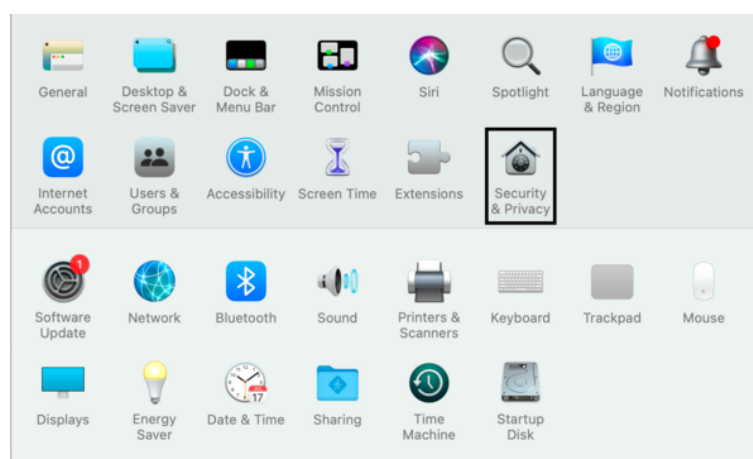 General Desktop & Dock & Mission Siri Spotlight Language Notifications
Screen Saver Menu Bar Control & Region
@
Internet Users & Accessibility Screen Time Extensions Security
Accounts Groups & Privacy
1
Software Network Bluetooth Sound Printers & Keyboard Trackpad Mouse
Update Scanners
17
Displays Energy Date & Time Sharing Time Startup
Saver Machine Disk